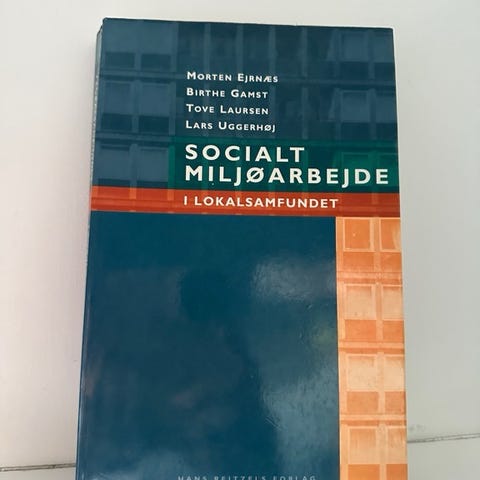 MORTEN EJRNÆS
BIRTHE GAMST
TOVE LAURSEN
LARS UGGERHØJ
SOCIALT
MILJØARBEJDE
I LOKALSAMFUNDET
HANS REITZELS FORLAG